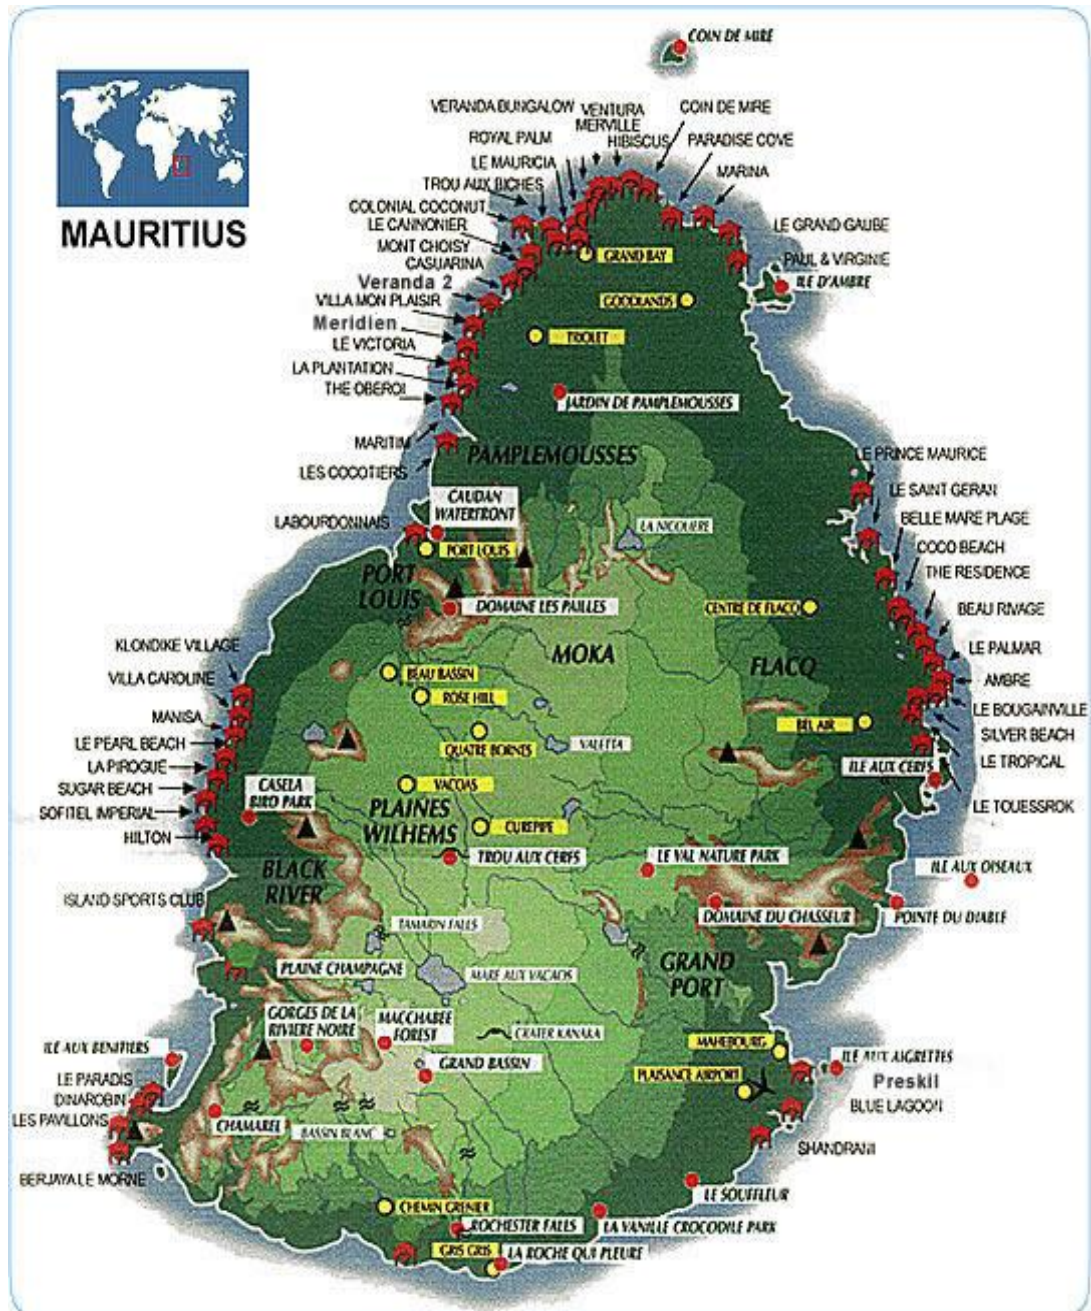 COIN DE MIRE
MAURITIUS
VERANDA BUNGALOW
VENTURA
MERVILLE
HIBISCUS
COIN DE MIRE
ROYAL PALM
PARADISE COVE
LE MAURICIA
MARINA
TROU AUX BICHES
COLONIAL COCONUT
LE CANNONIER
LE GRAND GAUBE
MONT CHOISY
CASUARINA
GRAND BAY
PAUL & VIRGINIE
Veranda 2
ILE D'AMBRE
VILLA MON PLAISIR
GOODLANDS
Meridien
TRIOLET
LE VICTORIA
LA PLANTATION
THE OBEROI
JARDIN DE PAMPLEMOUSSES
MARITIM
PAMPLEMOUSSES
LE PRINCE MAURICE
LES COCOTIERS
LE SAINT GERAN
CAUDAN
WATERFRONT
LABOURDONNAIS
LA NICOLIERE
BELLE MARE PLAGE
PORT LOUIS
COCO BEACH
PORT
LOUIS
THE RESIDENCE
DOMAINE LES PAILLES
CENTRE DE FLACQ
BEAU RIVAGE
KLONDIKE VILLAGE
MOKA
FLACQ
LE PALMAR
BEAU BASSIN
VILLA CAROLINE
ROSE HILL
AMBRE
MANISA
LE BOUGAINVILLE
BEL AIR
LE PEARL BEACH
QUATRE BORNES
VALETTA
SILVER BEACH
LA PIROGUE
ILE AUX CERFS
LE TROPICAL
SUGAR BEACH
CASELA
BIRD PARK
VACOAS
SOFITEL IMPERIAL
PLAINES
WILHEMS
LE TOUESSROK
HILTON
CUREPIPE
TROU AUX CERFS
LE VAL NATURE PARK
BLACK
RIVER
ILE AUX OISEAUX
ISLAND SPORTS CLUB
DOMAINE DU CHASSEUR
POINTE DU DIABLE
TAMARIN FALLS
PLAINE CHAMPAGNE
MARE AUX VACAOS
GRAND
PORT
GORGES DE LA
RIVIERE NOIRE
MACCHABEE
FOREST
CRATER KANAKA
MAHEBOURG
ILE AUX BENITIERS
GRAND BASSIN
ILE AUX AIGRETTES
LE PARADIS
PLAISANCE AIRPORT
Preskil
DINAROBIN
BLUE LAGOON
LES PAVILLONS
CHAMAREL
BASSIN BLANC
SHANDRANI
BERJAYA LE MORNE
LE SOUFFLEUR
CHEMIN GRENIER
ROCHESTER FALLS
LA VANILLE CROCODILE PARK
GRIS GRIS
LA ROCHE QUI PLEURE